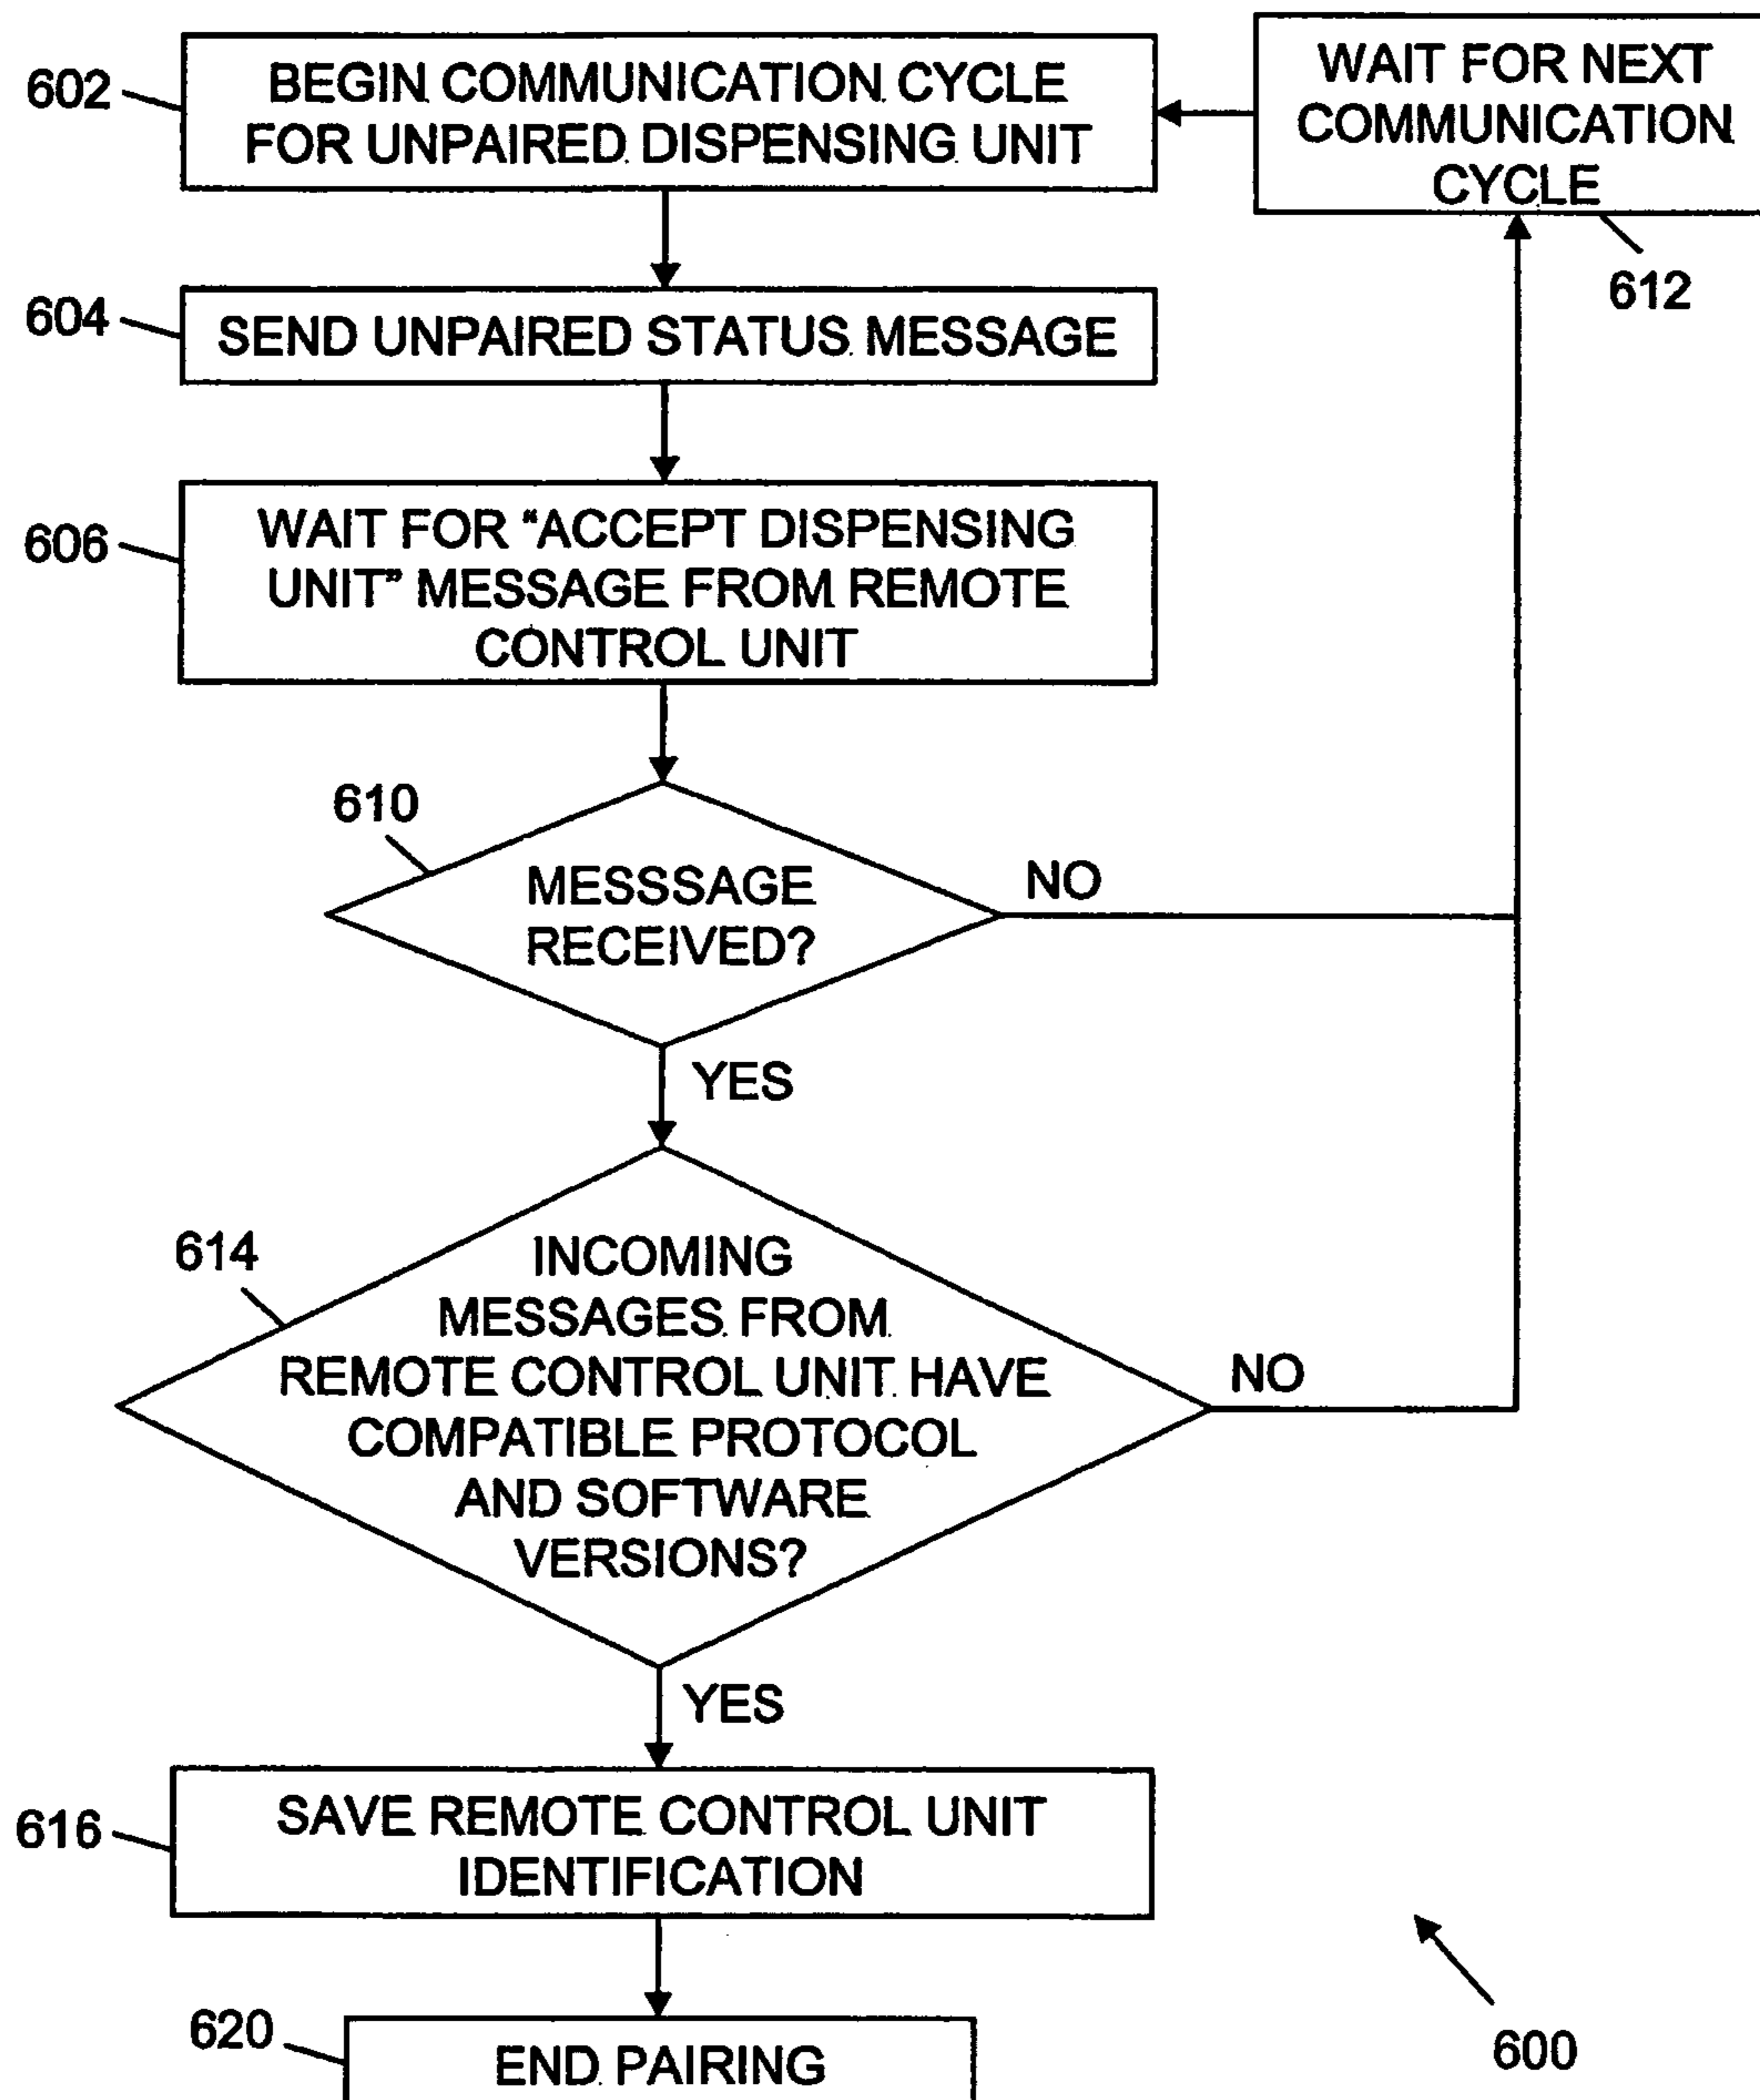 602
BEGIN COMMUNICATION CYCLE
FOR UNPAIRED DISPENSING UNIT
WAIT FOR NEXT
COMMUNICATION
CYCLE
612
604
SEND UNPAIRED STATUS MESSAGE
606
WAIT FOR “ACCEPT DISPENSING
UNIT” MESSAGE FROM REMOTE
CONTROL UNIT
610
MESSSAGE
RECEIVED?
NO
YES
614
INCOMING
MESSAGES FROM
REMOTE CONTROL UNIT HAVE
COMPATIBLE PROTOCOL
AND SOFTWARE
VERSIONS?
NO
YES
616
SAVE REMOTE CONTROL UNIT
IDENTIFICATION
620
END PAIRING
600